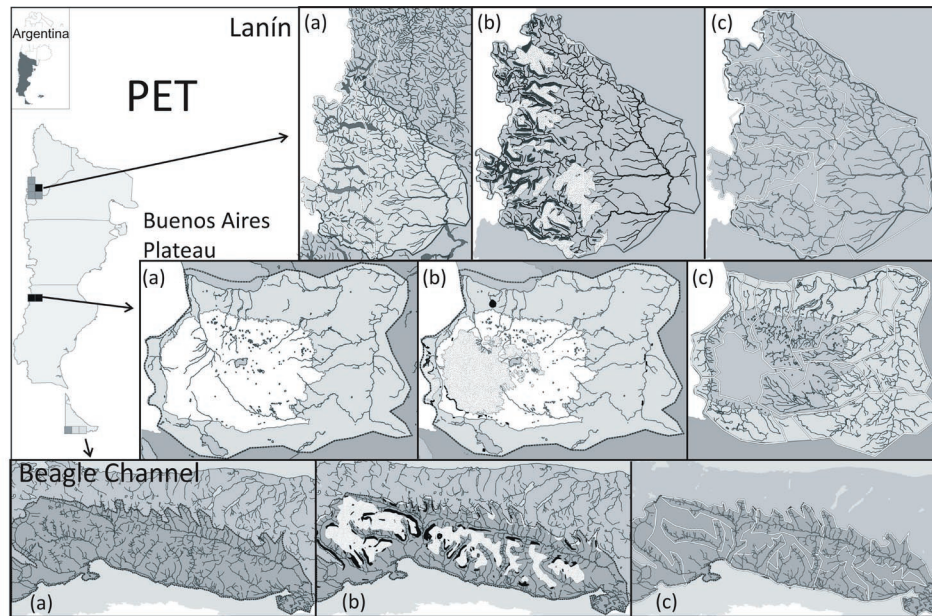 Argentina
PET
Lanín
(a)
(b)
(c)
Buenos Aires
Plateau
(a)
(b)
(c)
Beagle Channel
(a)
(b)
(c)